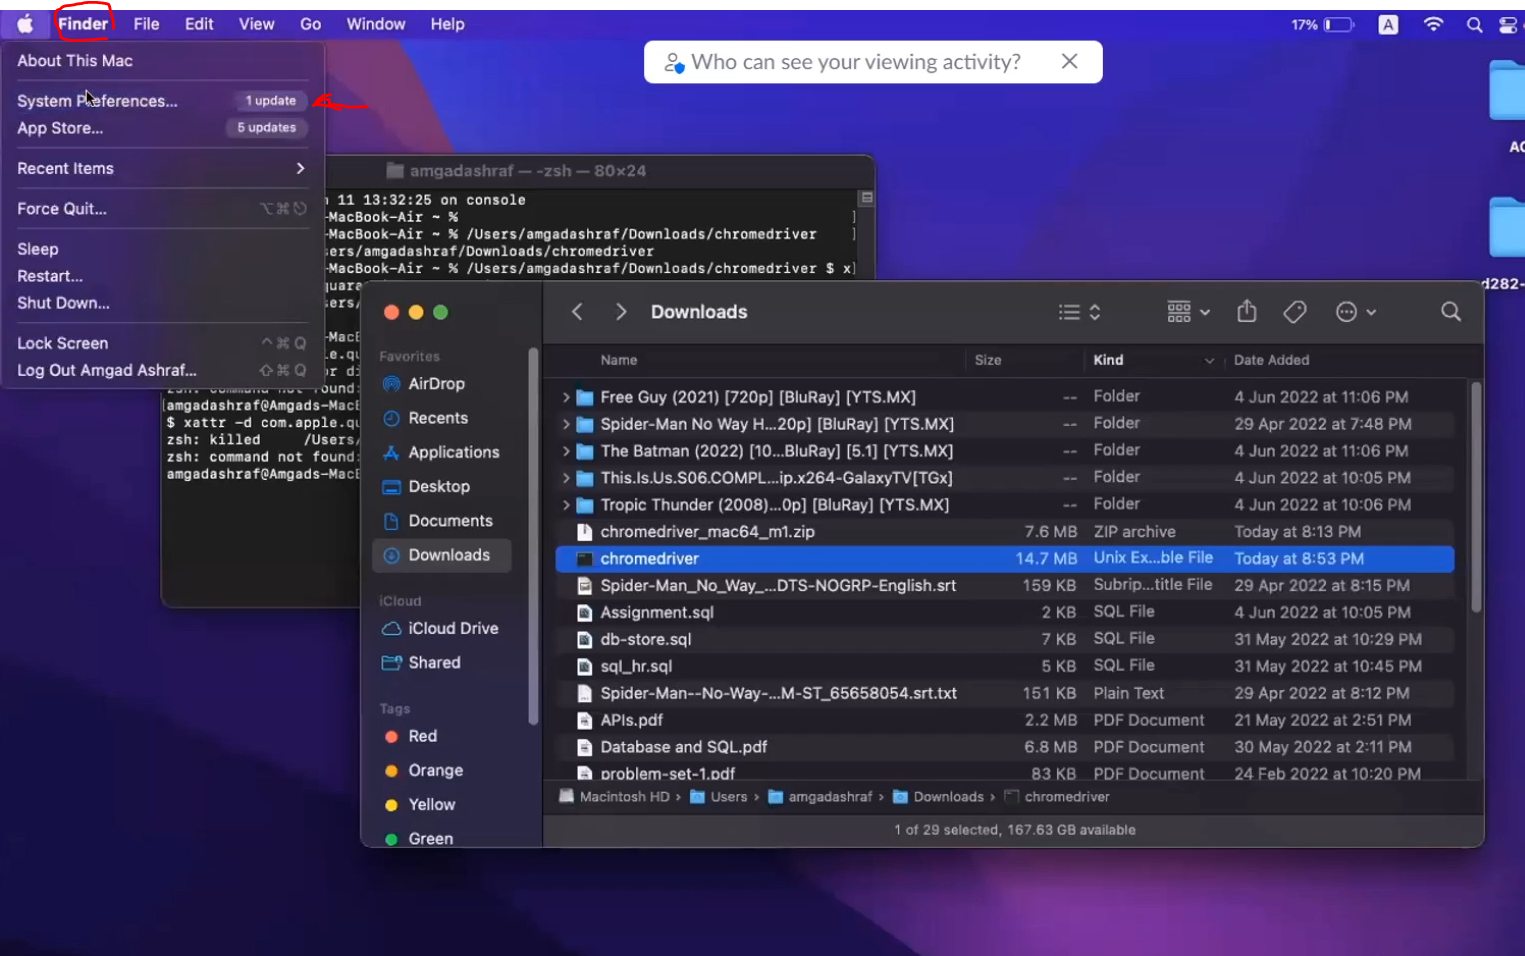 Finder File Edit View Go Window Help 17% A
About This Mac
System Preferences... 1 update
App Store... 5 updates
Recent Items
Force Quit...
Sleep
Restart...
Shut Down...
Lock Screen ^⌘Q
Log Out Amgad Ashraf... ⇧⌘Q
Who can see your viewing activity?
amgadashraf — -zsh — 80×24
11 13:32:25 on console
-MacBook-Air ~ %
-MacBook-Air ~ % /Users/amgadashraf/Downloads/chromedriver
sers/amgadashraf/Downloads/chromedriver
-MacBook-Air ~ % /Users/amgadashraf/Downloads/chromedriver $ x
zsh: command not found:
[amgadashraf@Amgads-MacB
$ xattr -d com.apple.qu
zsh: killed /Users/
zsh: command not found:
amgadashraf@Amgads-MacB
Downloads
Favorites
AirDrop
Recents
Applications
Desktop
Documents
Downloads
iCloud
iCloud Drive
Shared
Tags
Red
Orange
Yellow
Green
Name Size Kind Date Added
Free Guy (2021) [720p] [BluRay] [YTS.MX] -- Folder 4 Jun 2022 at 11:06 PM
Spider-Man No Way H...20p] [BluRay] [YTS.MX] -- Folder 29 Apr 2022 at 7:48 PM
The Batman (2022) [10...BluRay] [5.1] [YTS.MX] -- Folder 4 Jun 2022 at 11:06 PM
This.Is.Us.S06.COMPL...ip.x264-GalaxyTV[TGx] -- Folder 4 Jun 2022 at 10:05 PM
Tropic Thunder (2008)...0p] [BluRay] [YTS.MX] -- Folder 4 Jun 2022 at 10:06 PM
chromedriver_mac64_m1.zip 7.6 MB ZIP archive Today at 8:13 PM
chromedriver 14.7 MB Unix Ex...ble File Today at 8:53 PM
Spider-Man_No_Way_...DTS-NOGRP-English.srt 159 KB Subrip...title File 29 Apr 2022 at 8:15 PM
Assignment.sql 2 KB SQL File 4 Jun 2022 at 10:05 PM
db-store.sql 7 KB SQL File 31 May 2022 at 10:29 PM
sql_hr.sql 5 KB SQL File 31 May 2022 at 10:45 PM
Spider-Man--No-Way-...M-ST_65658054.srt.txt 151 KB Plain Text 29 Apr 2022 at 8:12 PM
APIs.pdf 2.2 MB PDF Document 21 May 2022 at 2:51 PM
Database and SQL.pdf 6.8 MB PDF Document 30 May 2022 at 2:11 PM
problem-set-1.pdf 83 KB PDF Document 24 Feb 2022 at 10:20 PM
Macintosh HD › Users › amgadashraf › Downloads › chromedriver
1 of 29 selected, 167.63 GB available
d282-